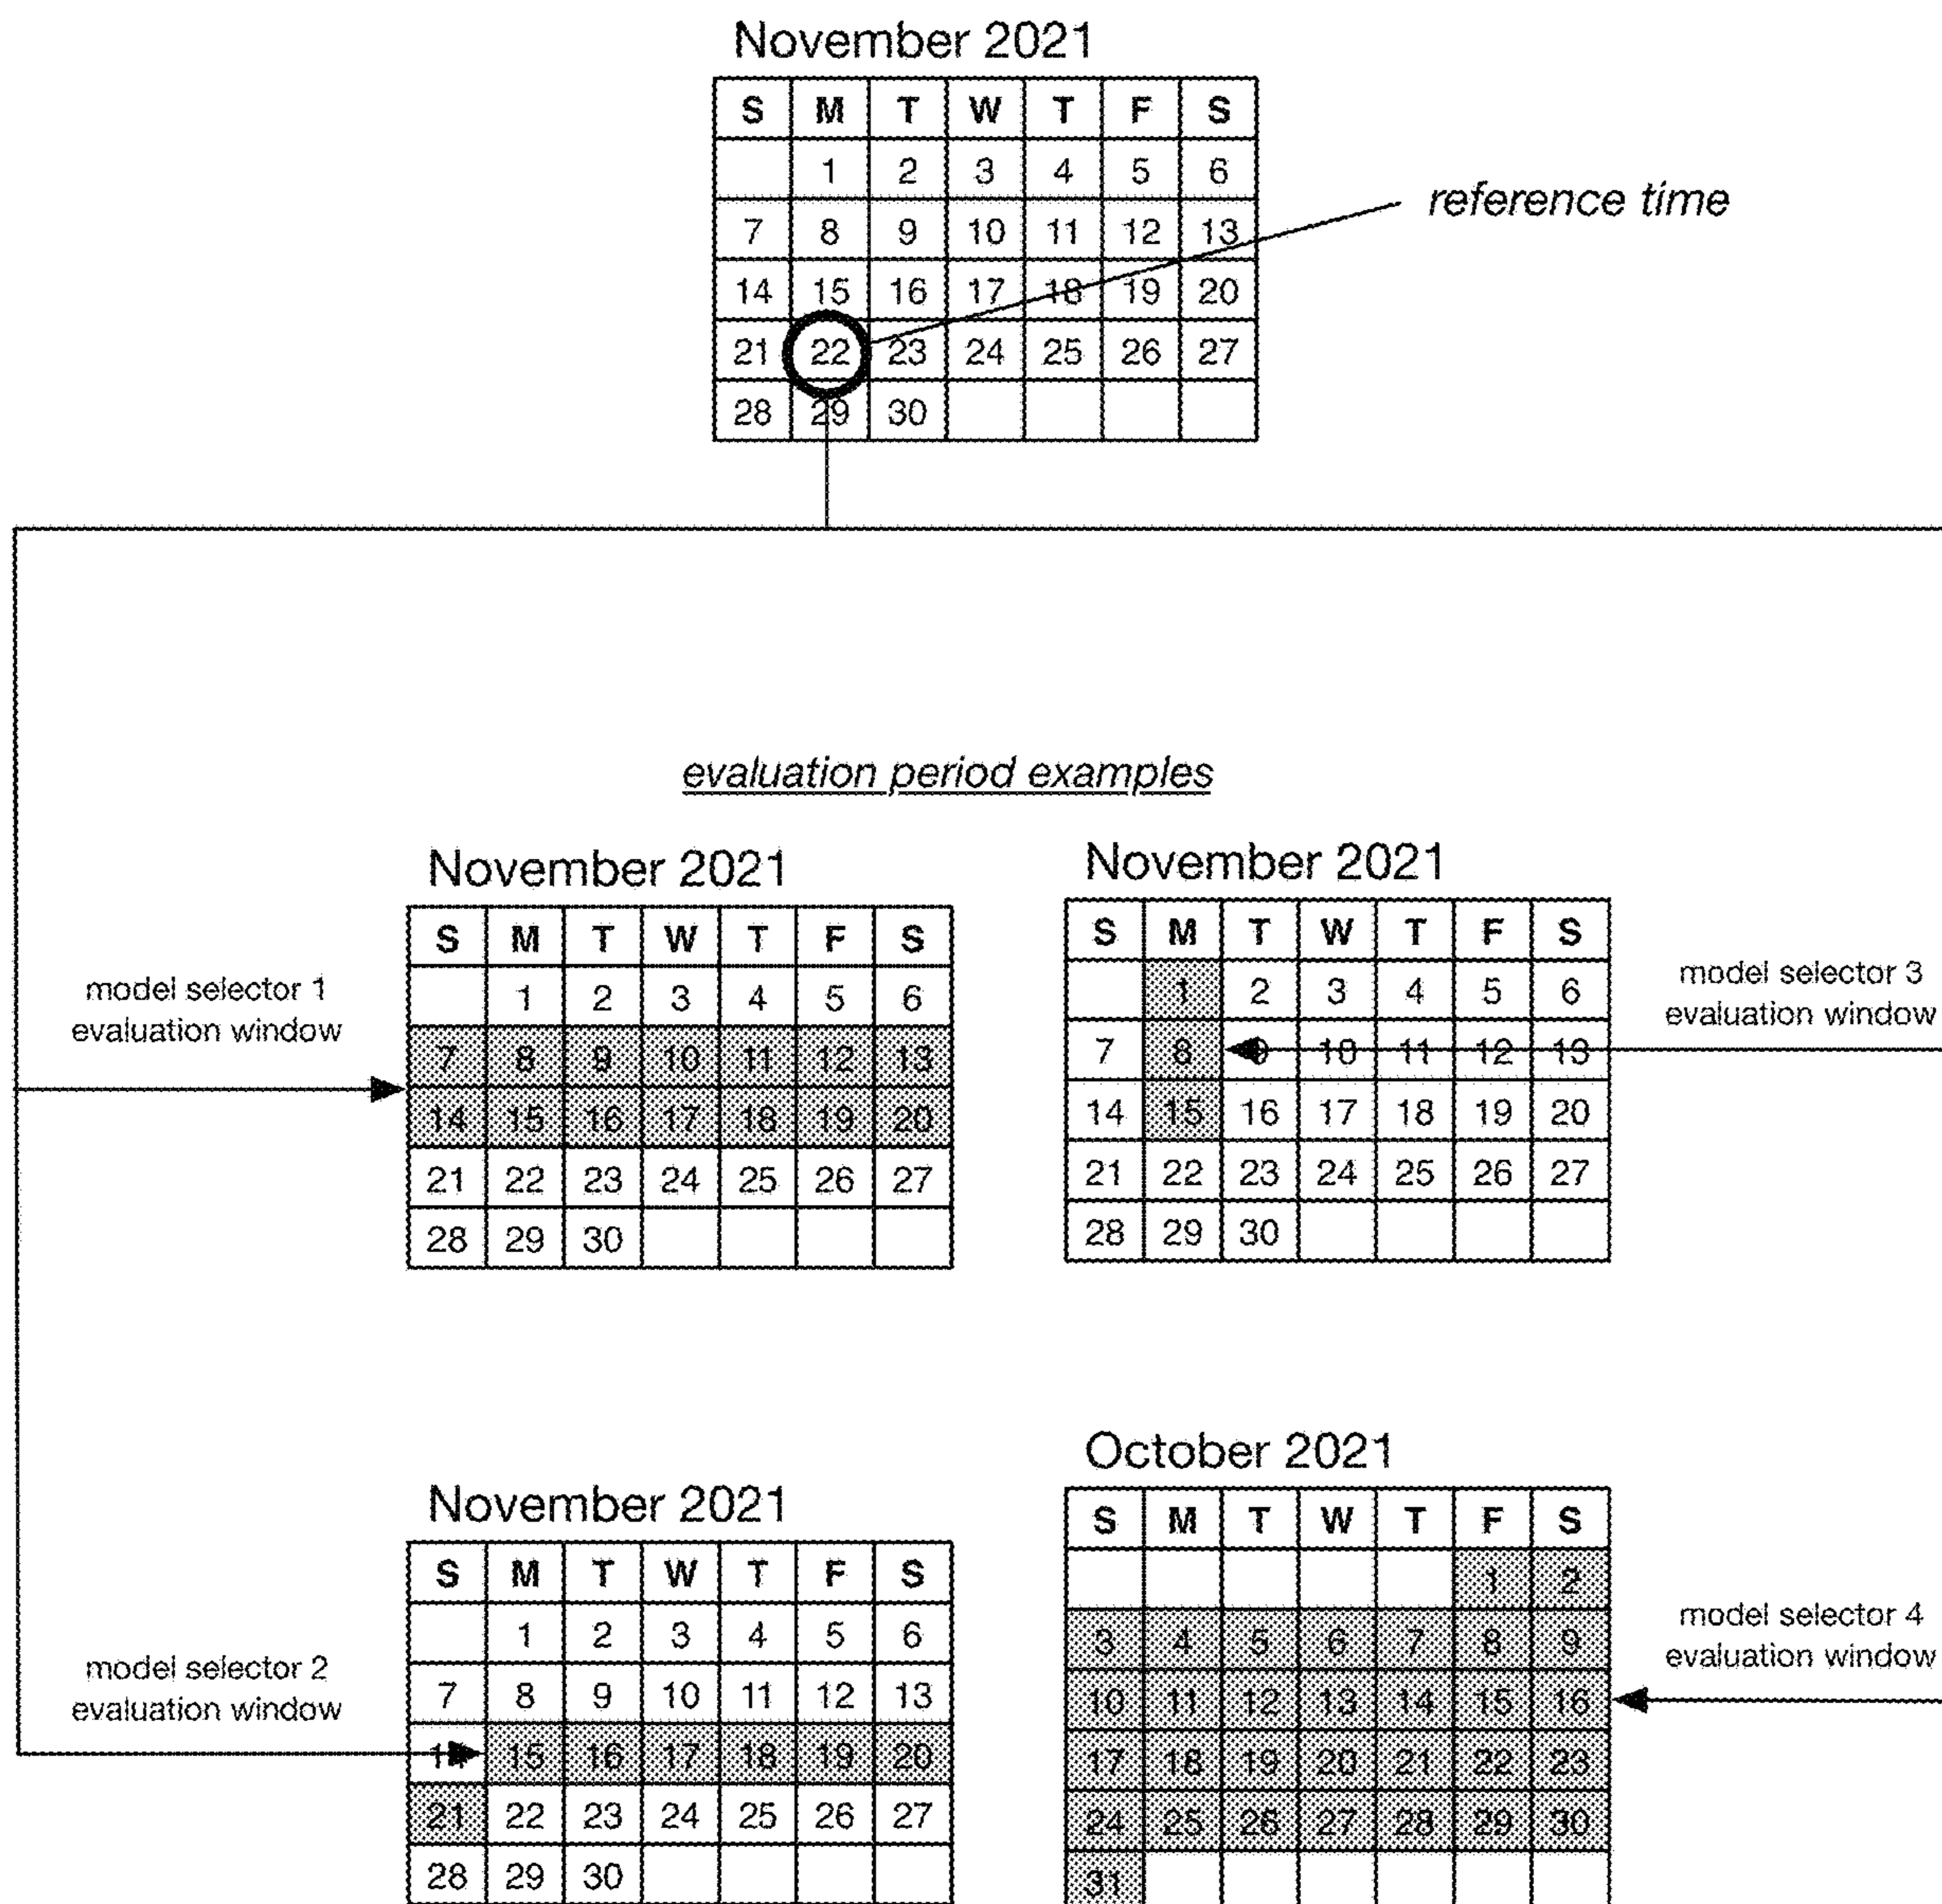 November 2021
S M T W T F S
1 2 3 4 5 6
7 8 9 10 11 12 13
14 15 16 17 18 19 20
21 22 23 24 25 26 27
28 29 30
reference time
evaluation period examples
model selector 1
evaluation window
November 2021
S M T W T F S
1 2 3 4 5 6
7 8 9 10 11 12 13
14 15 16 17 18 19 20
21 22 23 24 25 26 27
28 29 30
November 2021
S M T W T F S
1 2 3 4 5 6
7 8 9 10 11 12 13
14 15 16 17 18 19 20
21 22 23 24 25 26 27
28 29 30
model selector 3
evaluation window
model selector 2
evaluation window
November 2021
S M T W T F S
1 2 3 4 5 6
7 8 9 10 11 12 13
14 15 16 17 18 19 20
21 22 23 24 25 26 27
28 29 30
October 2021
S M T W T F S
1 2
3 4 5 6 7 8 9
10 11 12 13 14 15 16
17 18 19 20 21 22 23
24 25 26 27 28 29 30
31
model selector 4
evaluation window